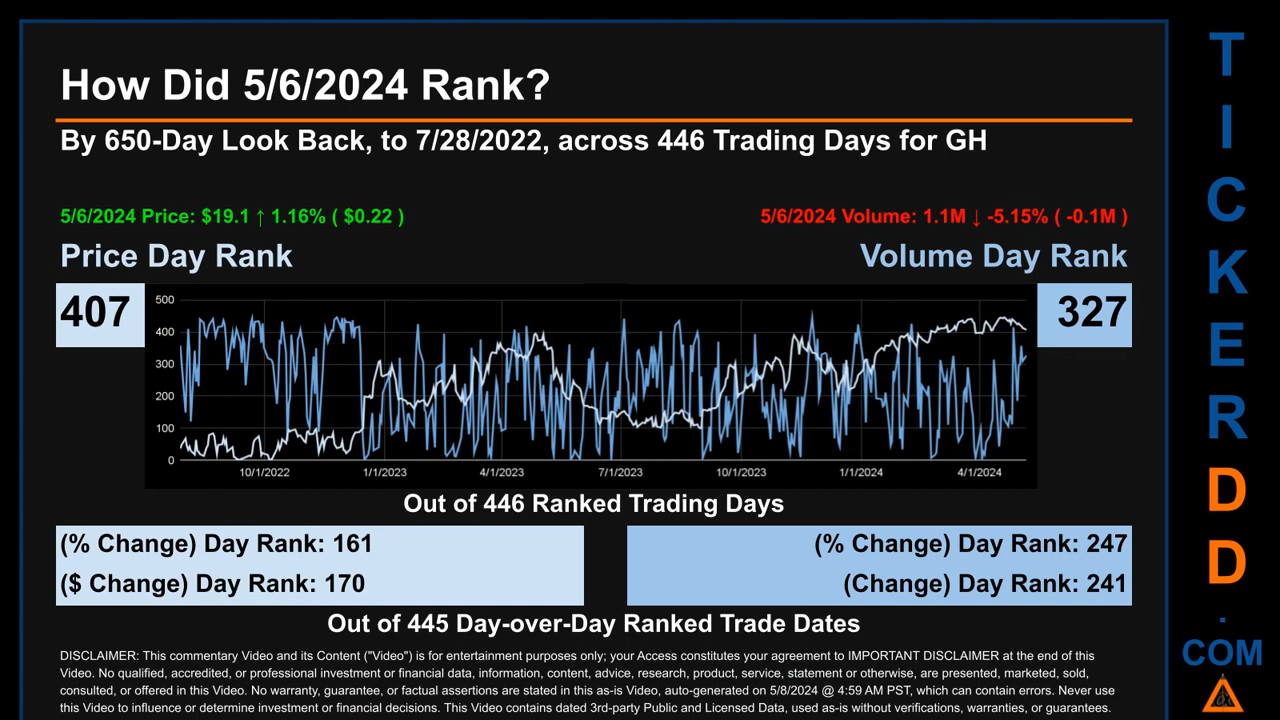 How Did 5/6/2024 Rank?
By 650-Day Look Back, to 7/28/2022, across 446 Trading Days for GH
5/6/2024 Price: $19.1 ↑ 1.16% ( $0.22 )
5/6/2024 Volume: 1.1M ↓ -5.15% ( -0.1M )
Price Day Rank
Volume Day Rank
407
327
500
400
300
200
100
0
10/1/2022
1/1/2023
4/1/2023
7/1/2023
10/1/2023
1/1/2024
4/1/2024
Out of 446 Ranked Trading Days
(% Change) Day Rank: 161
($ Change) Day Rank: 170
(% Change) Day Rank: 247
(Change) Day Rank: 241
Out of 445 Day-over-Day Ranked Trade Dates
DISCLAIMER: This commentary Video and its Content ("Video") is for entertainment purposes only; your Access constitutes your agreement to IMPORTANT DISCLAIMER at the end of this
Video. No qualified, accredited, or professional investment or financial data, information, content, advice, research, product, service, statement or otherwise, are presented, marketed, sold,
consulted, or offered in this Video. No warranty, guarantee, or factual assertions are stated in this as-is Video, auto-generated on 5/8/2024 @ 4:59 AM PST, which can contain errors. Never use
this Video to influence or determine investment or financial decisions. This Video contains dated 3rd-party Public and Licensed Data, used as-is without verifications, warranties, or guarantees.
T
I
C
K
E
R
D
D
.
COM